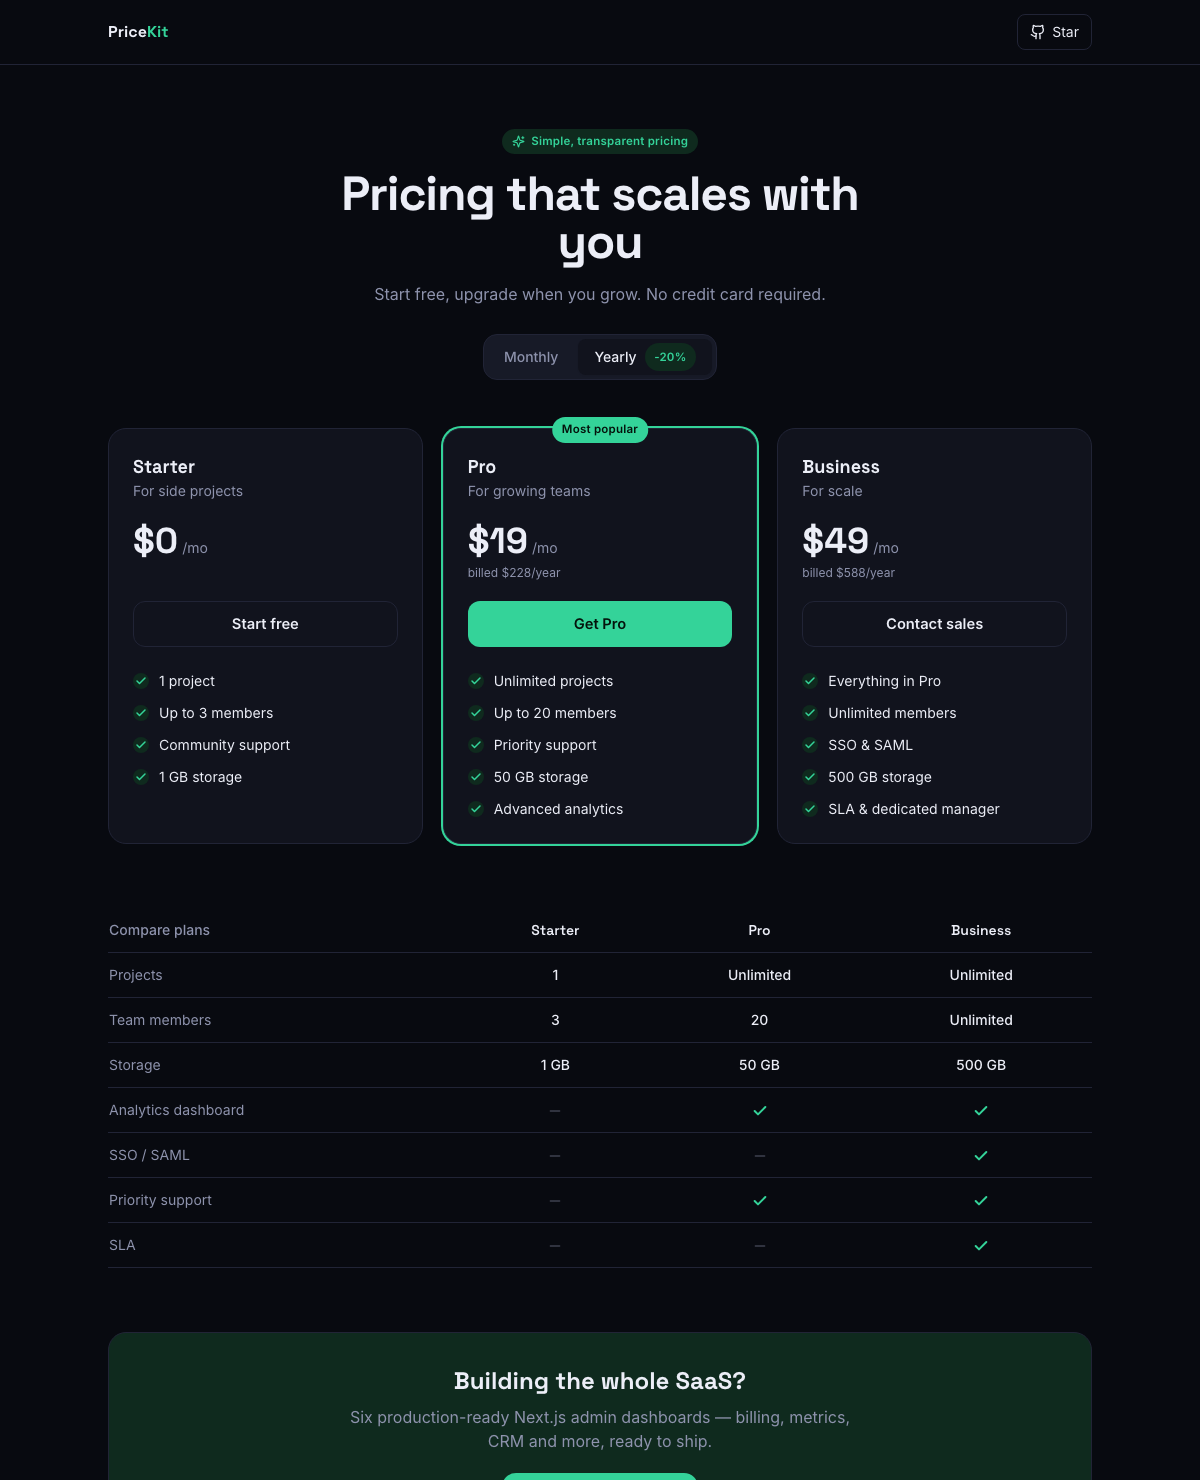 PriceKit
Star
Simple, transparent pricing
Pricing that scales with
you
Start free, upgrade when you grow. No credit card required.
Monthly
Yearly
-20%
Starter
For side projects
$0 /mo
Start free
1 project
Up to 3 members
Community support
1 GB storage
Most popular
Pro
For growing teams
$19 /mo
billed $228/year
Get Pro
Unlimited projects
Up to 20 members
Priority support
50 GB storage
Advanced analytics
Business
For scale
$49 /mo
billed $588/year
Contact sales
Everything in Pro
Unlimited members
SSO & SAML
500 GB storage
SLA & dedicated manager
Compare plans Starter Pro Business
Projects 1 Unlimited Unlimited
Team members 3 20 Unlimited
Storage 1 GB 50 GB 500 GB
Analytics dashboard —
SSO / SAML — —
Priority support —
SLA — —
Building the whole SaaS?
Six production-ready Next.js admin dashboards — billing, metrics,
CRM and more, ready to ship.